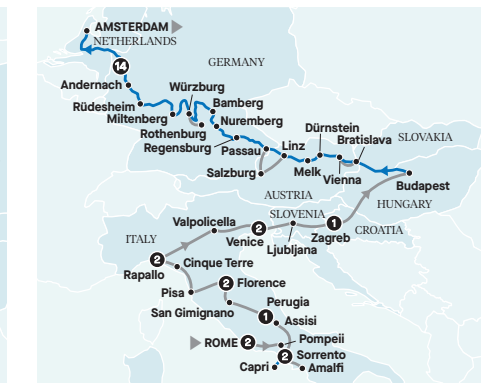 AMSTERDAM
NETHERLANDS
14
GERMANY
Andernach
Würzburg
Bamberg
Rüdesheim
Miltenberg
Nuremberg
Rothenburg
Regensburg
Dürnstein
Passau
Linz
Bratislava
SLOVAKIA
Salzburg
Melk
Vienna
Budapest
AUSTRIA
HUNGARY
Valpolicella
SLOVENIA
2
1
Venice
Ljubljana
Zagreb
CROATIA
ITALY
2
Rapallo
Cinque Terre
Pisa
2
Florence
San Gimignano
Perugia
1
Assisi
ROME
2
Pompeii
2
Sorrento
Capri
Amalfi